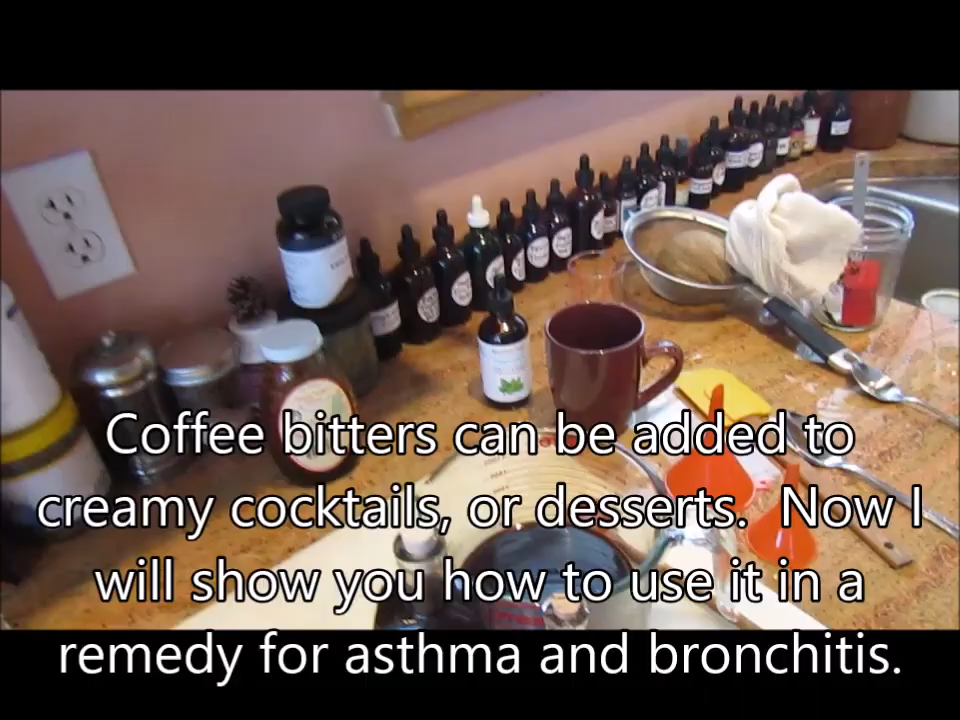 Coffee bitters can be added to
creamy cocktails, or desserts.  Now I
will show you how to use it in a
remedy for asthma and bronchitis.